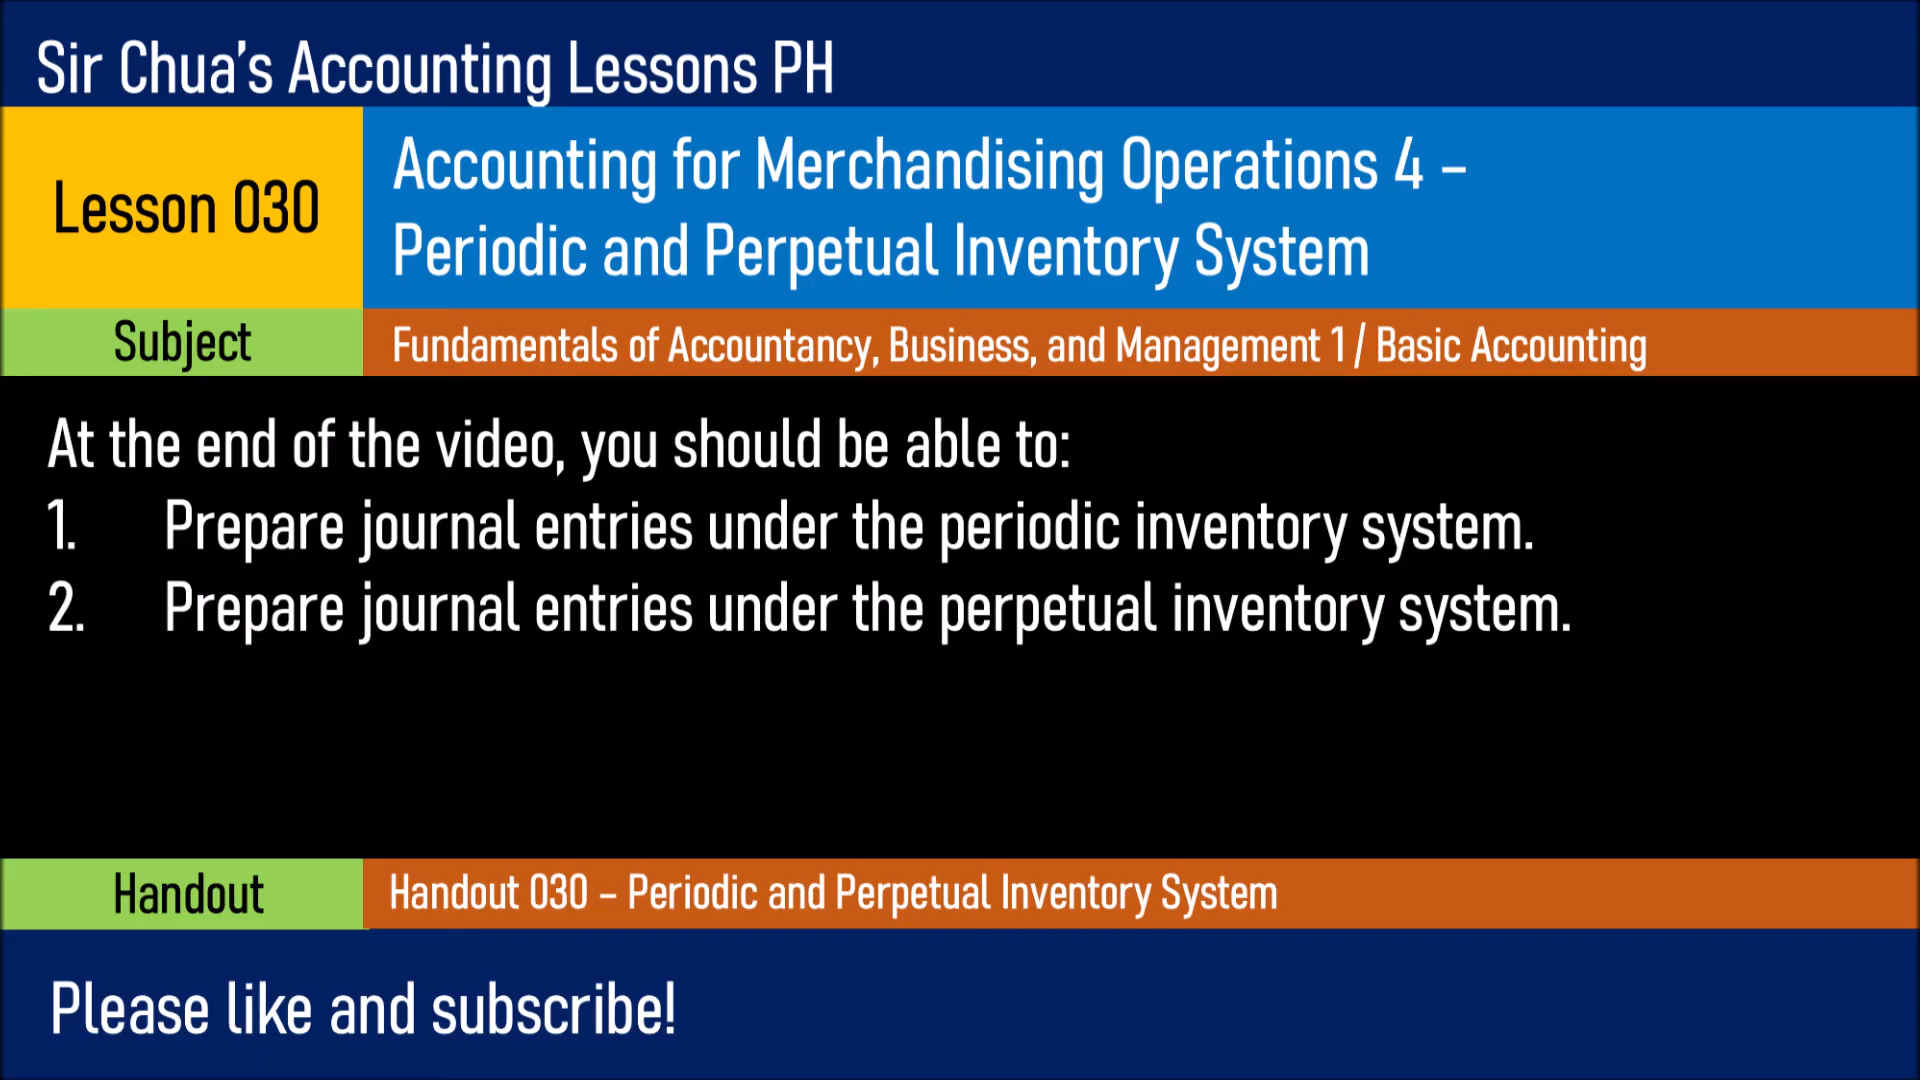 Sir Chua's Accounting Lessons PH
Lesson 030
Accounting for Merchandising Operations 4 –
Periodic and Perpetual Inventory System
Subject
Fundamentals of Accountancy, Business, and Management 1 / Basic Accounting
At the end of the video, you should be able to:
1. Prepare journal entries under the periodic inventory system.
2. Prepare journal entries under the perpetual inventory system.
Handout
Handout 030 – Periodic and Perpetual Inventory System
Please like and subscribe!